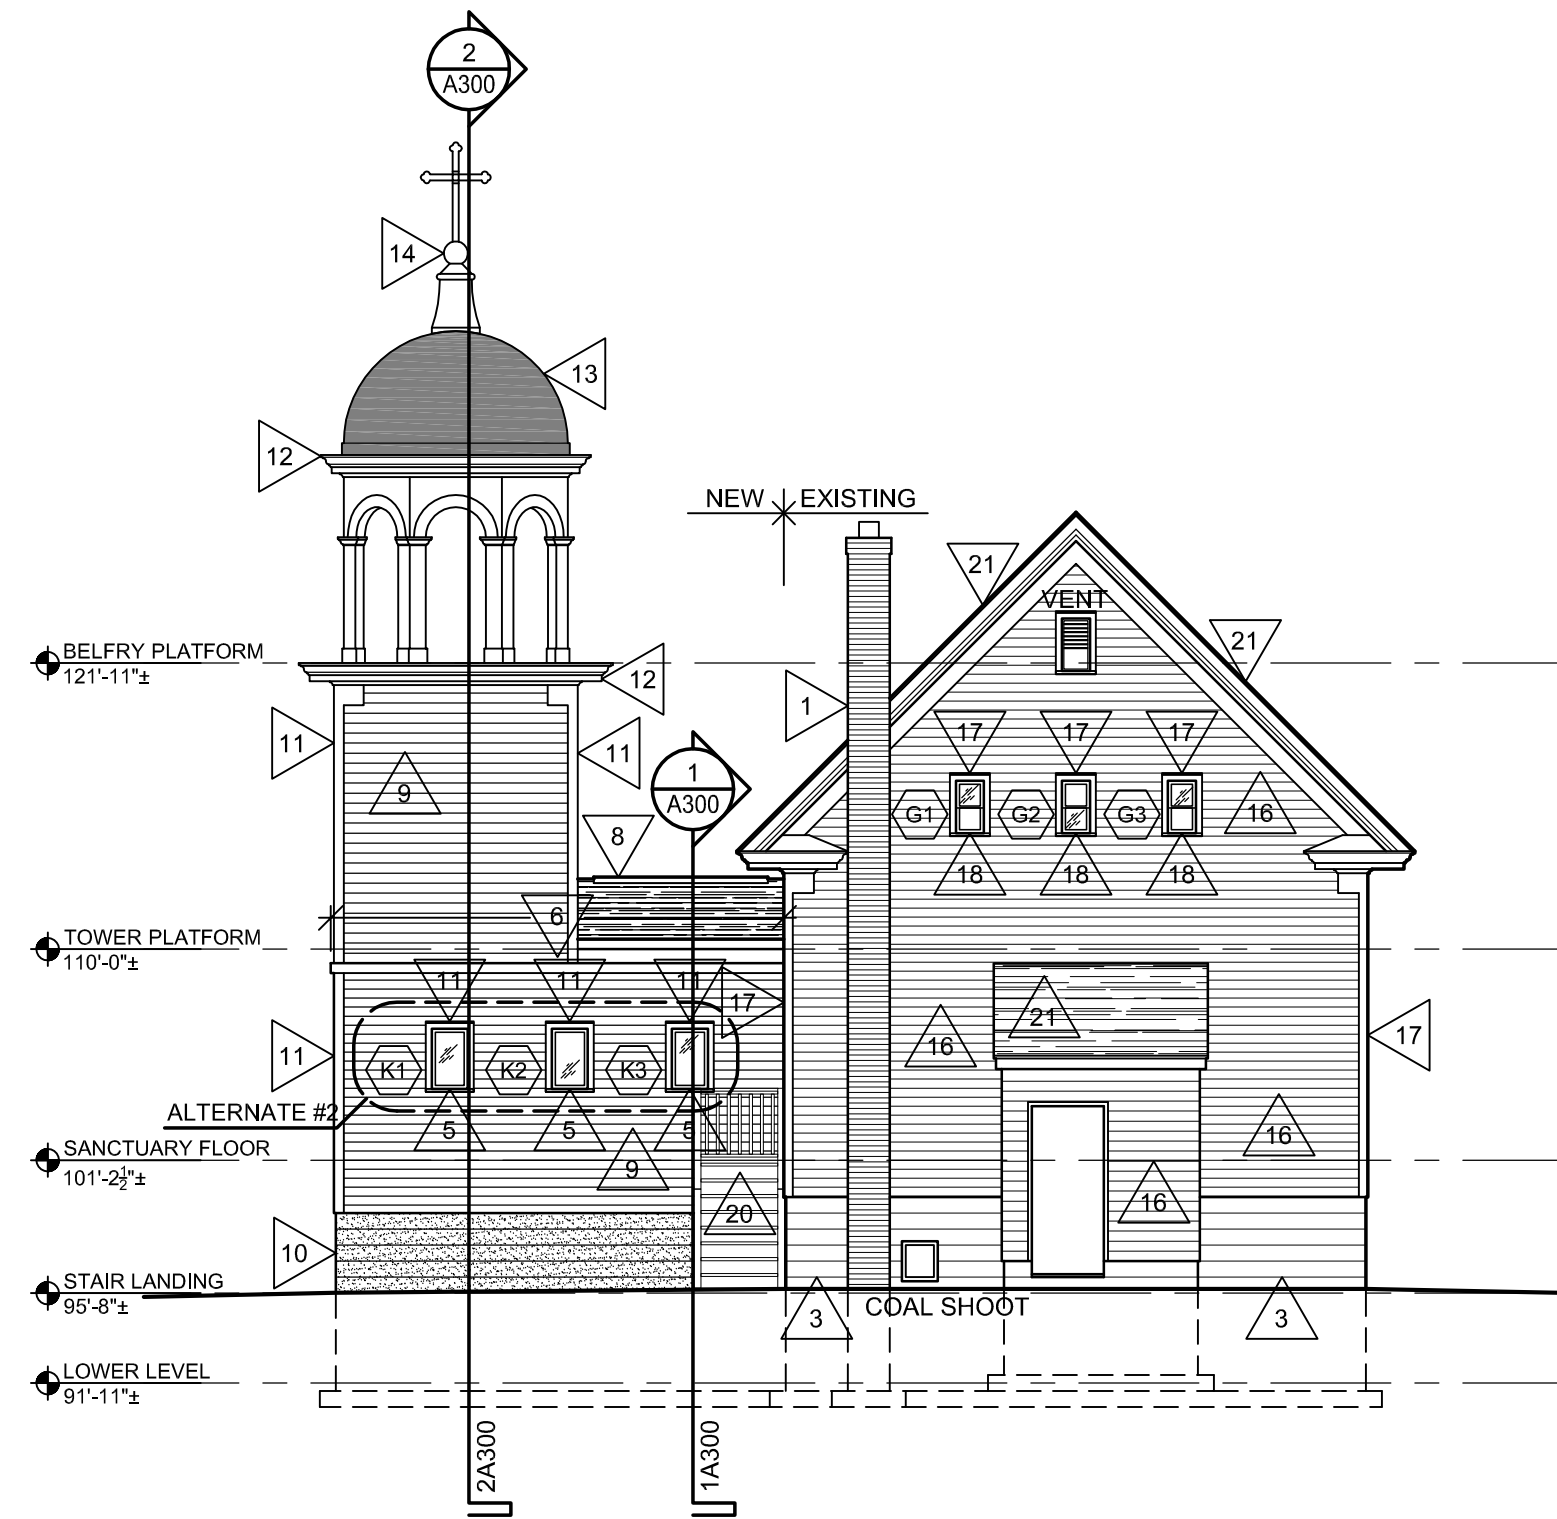 2
A300
14
13
12
NEW
EXISTING
21
VENT
21
BELFRY PLATFORM
121'-11"±
12
1
11
11
17
17
17
9
1
A300
G1
G2
G3
16
8
18
18
18
6
TOWER PLATFORM
110'-0"±
11
11
11
17
21
16
17
11
K1
K2
K3
ALTERNATE #2
5
5
5
16
SANCTUARY FLOOR
101'-2½"±
9
20
16
10
STAIR LANDING
95'-8"±
COAL SHOOT
3
3
LOWER LEVEL
91'-11"±
2A300
1A300